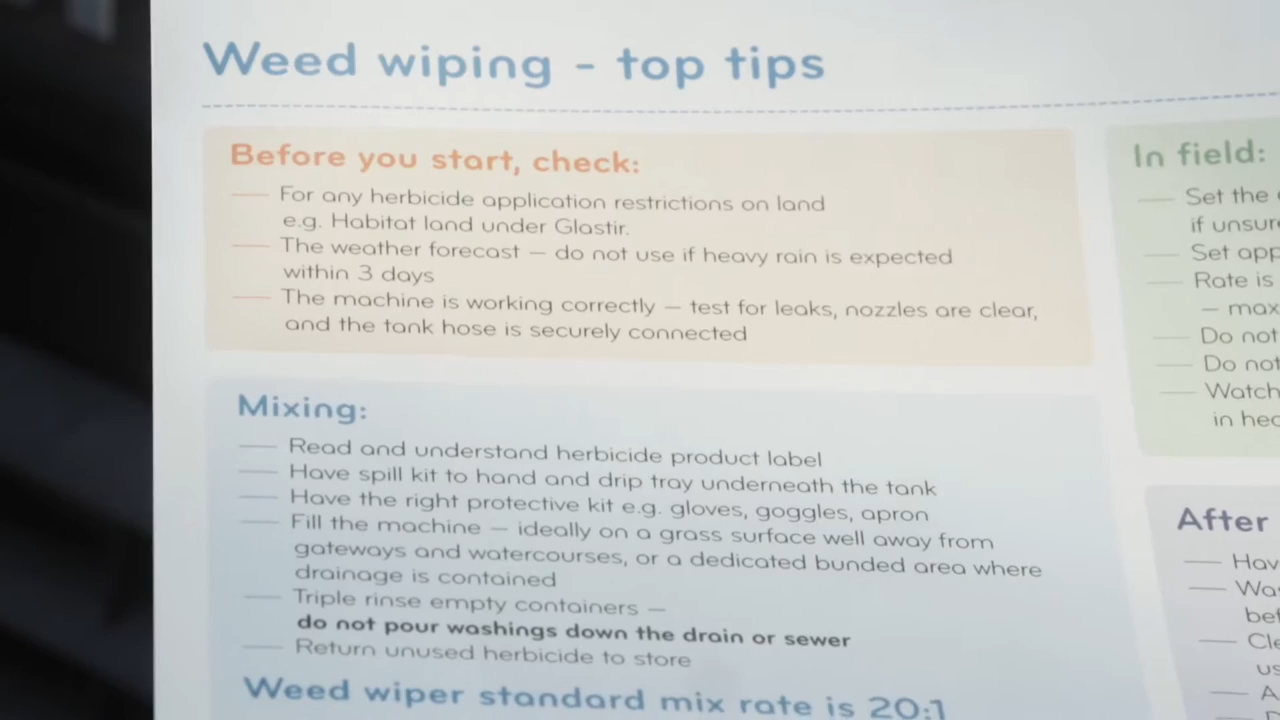 Weed wiping - top tips
Before you start, check:
— For any herbicide application restrictions on land
e.g. Habitat land under Glastir.
— The weather forecast — do not use if heavy rain is expected
within 3 days
— The machine is working correctly — test for leaks, nozzles are clear,
and the tank hose is securely connected
Mixing:
— Read and understand herbicide product label
— Have spill kit to hand and drip tray underneath the tank
— Have the right protective kit e.g. gloves, goggles, apron
— Fill the machine — ideally on a grass surface well away from
gateways and watercourses, or a dedicated bunded area where
drainage is contained
— Triple rinse empty containers —
do not pour washings down the drain or sewer
— Return unused herbicide to store
Weed wiper standard mix rate is 20:1
In field:
— Set the
if
— Set
— Rate is
—
— Do not
— Do not
— Watch
in
After